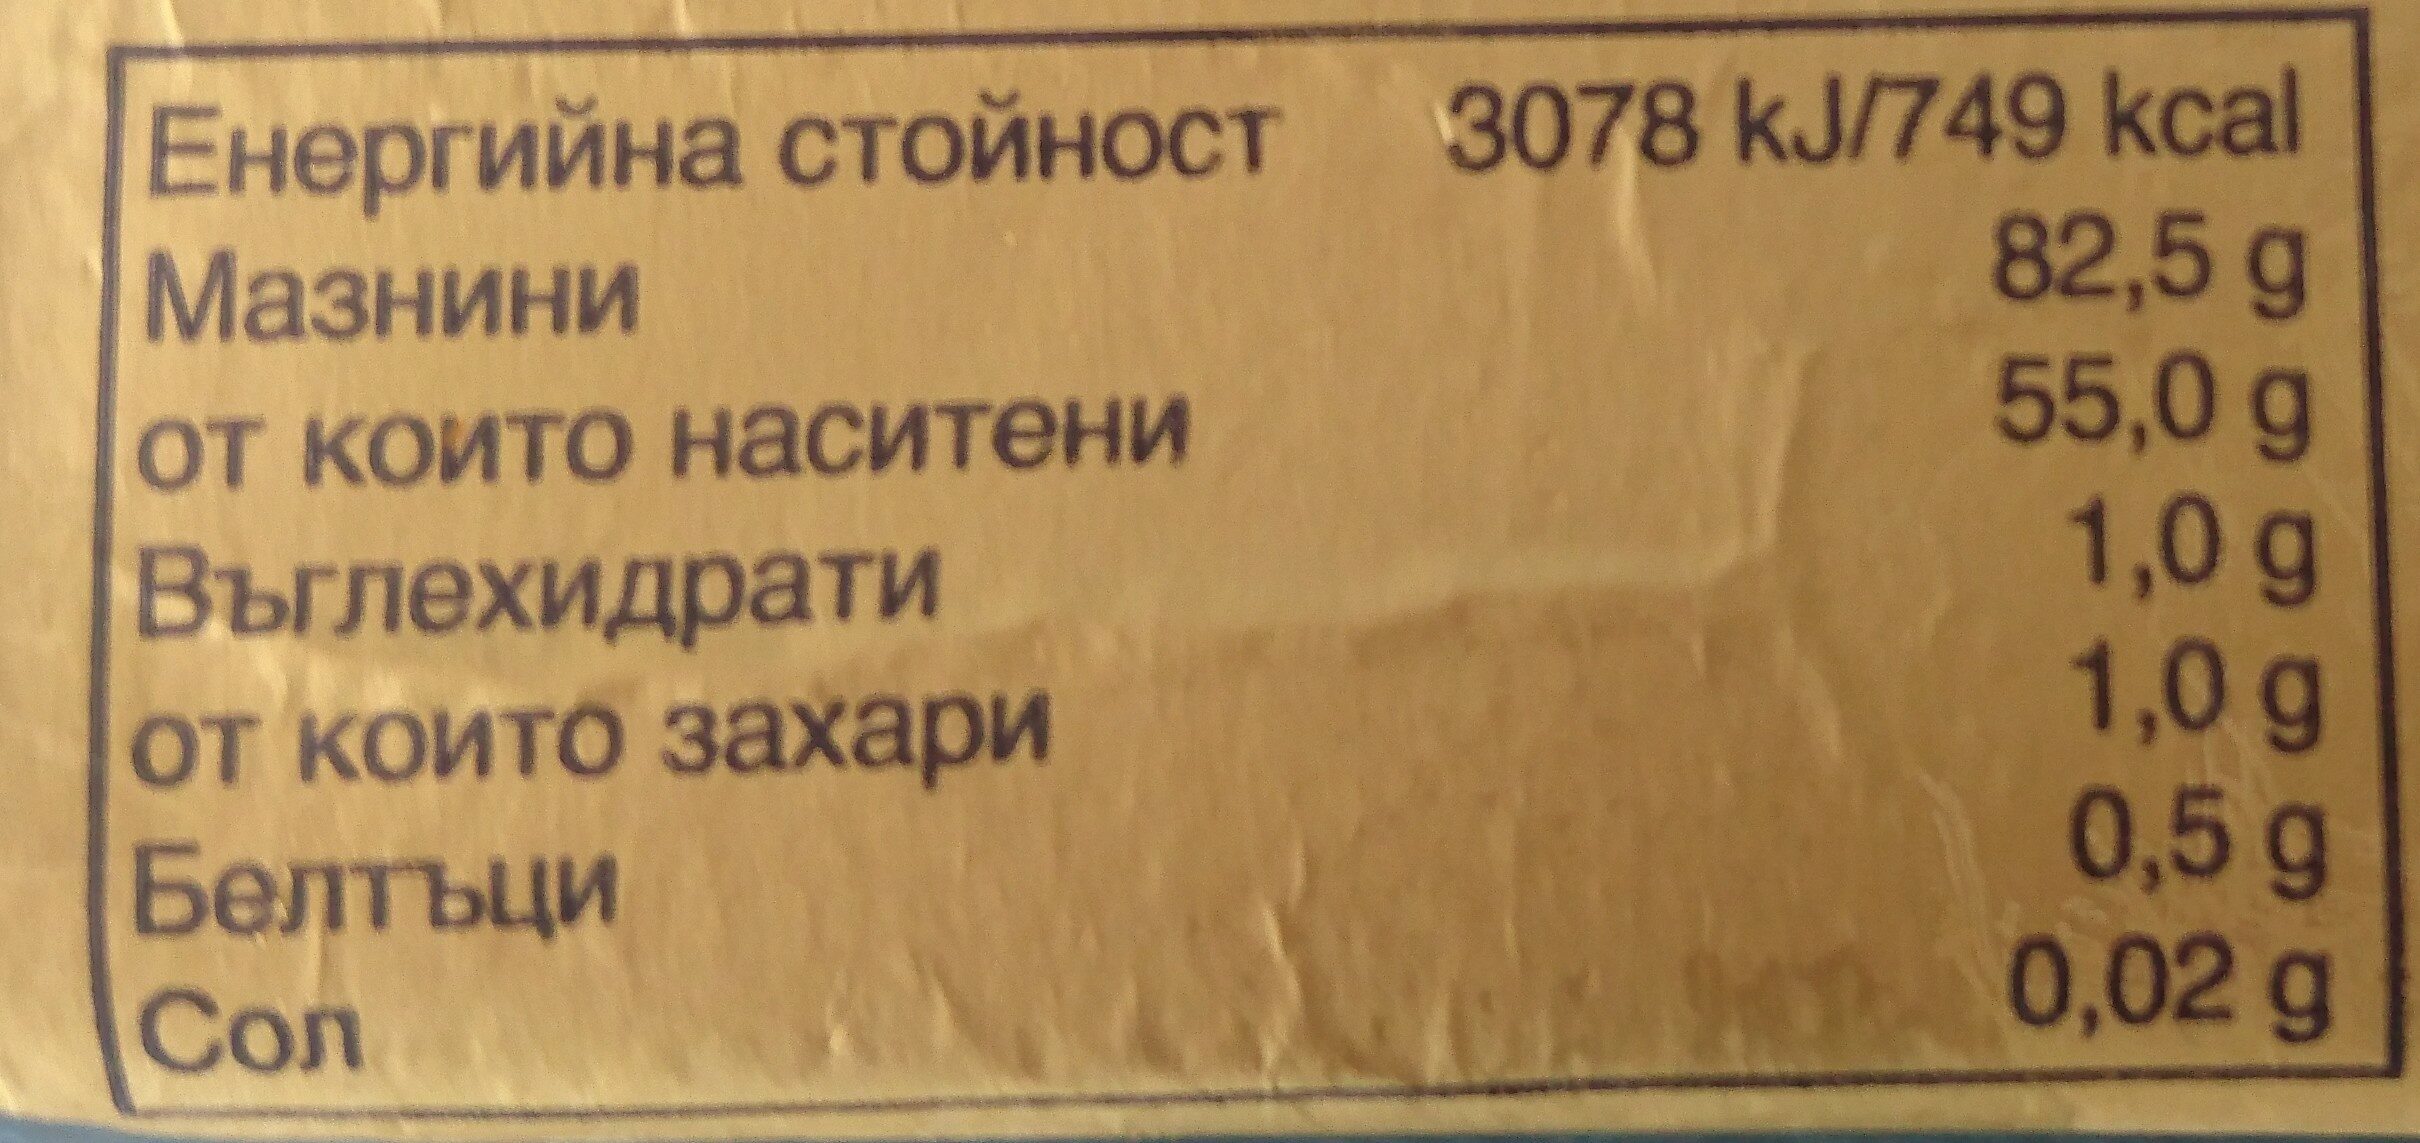 Енергийна стойност 3078 kJ/749 kcal
Мазнини 82,5 g
от които наситени 55,0 g
Въглехидрати 1,0 g
от които захари 1,0 g
Белтъци 0,5 g
Сол 0,02 g